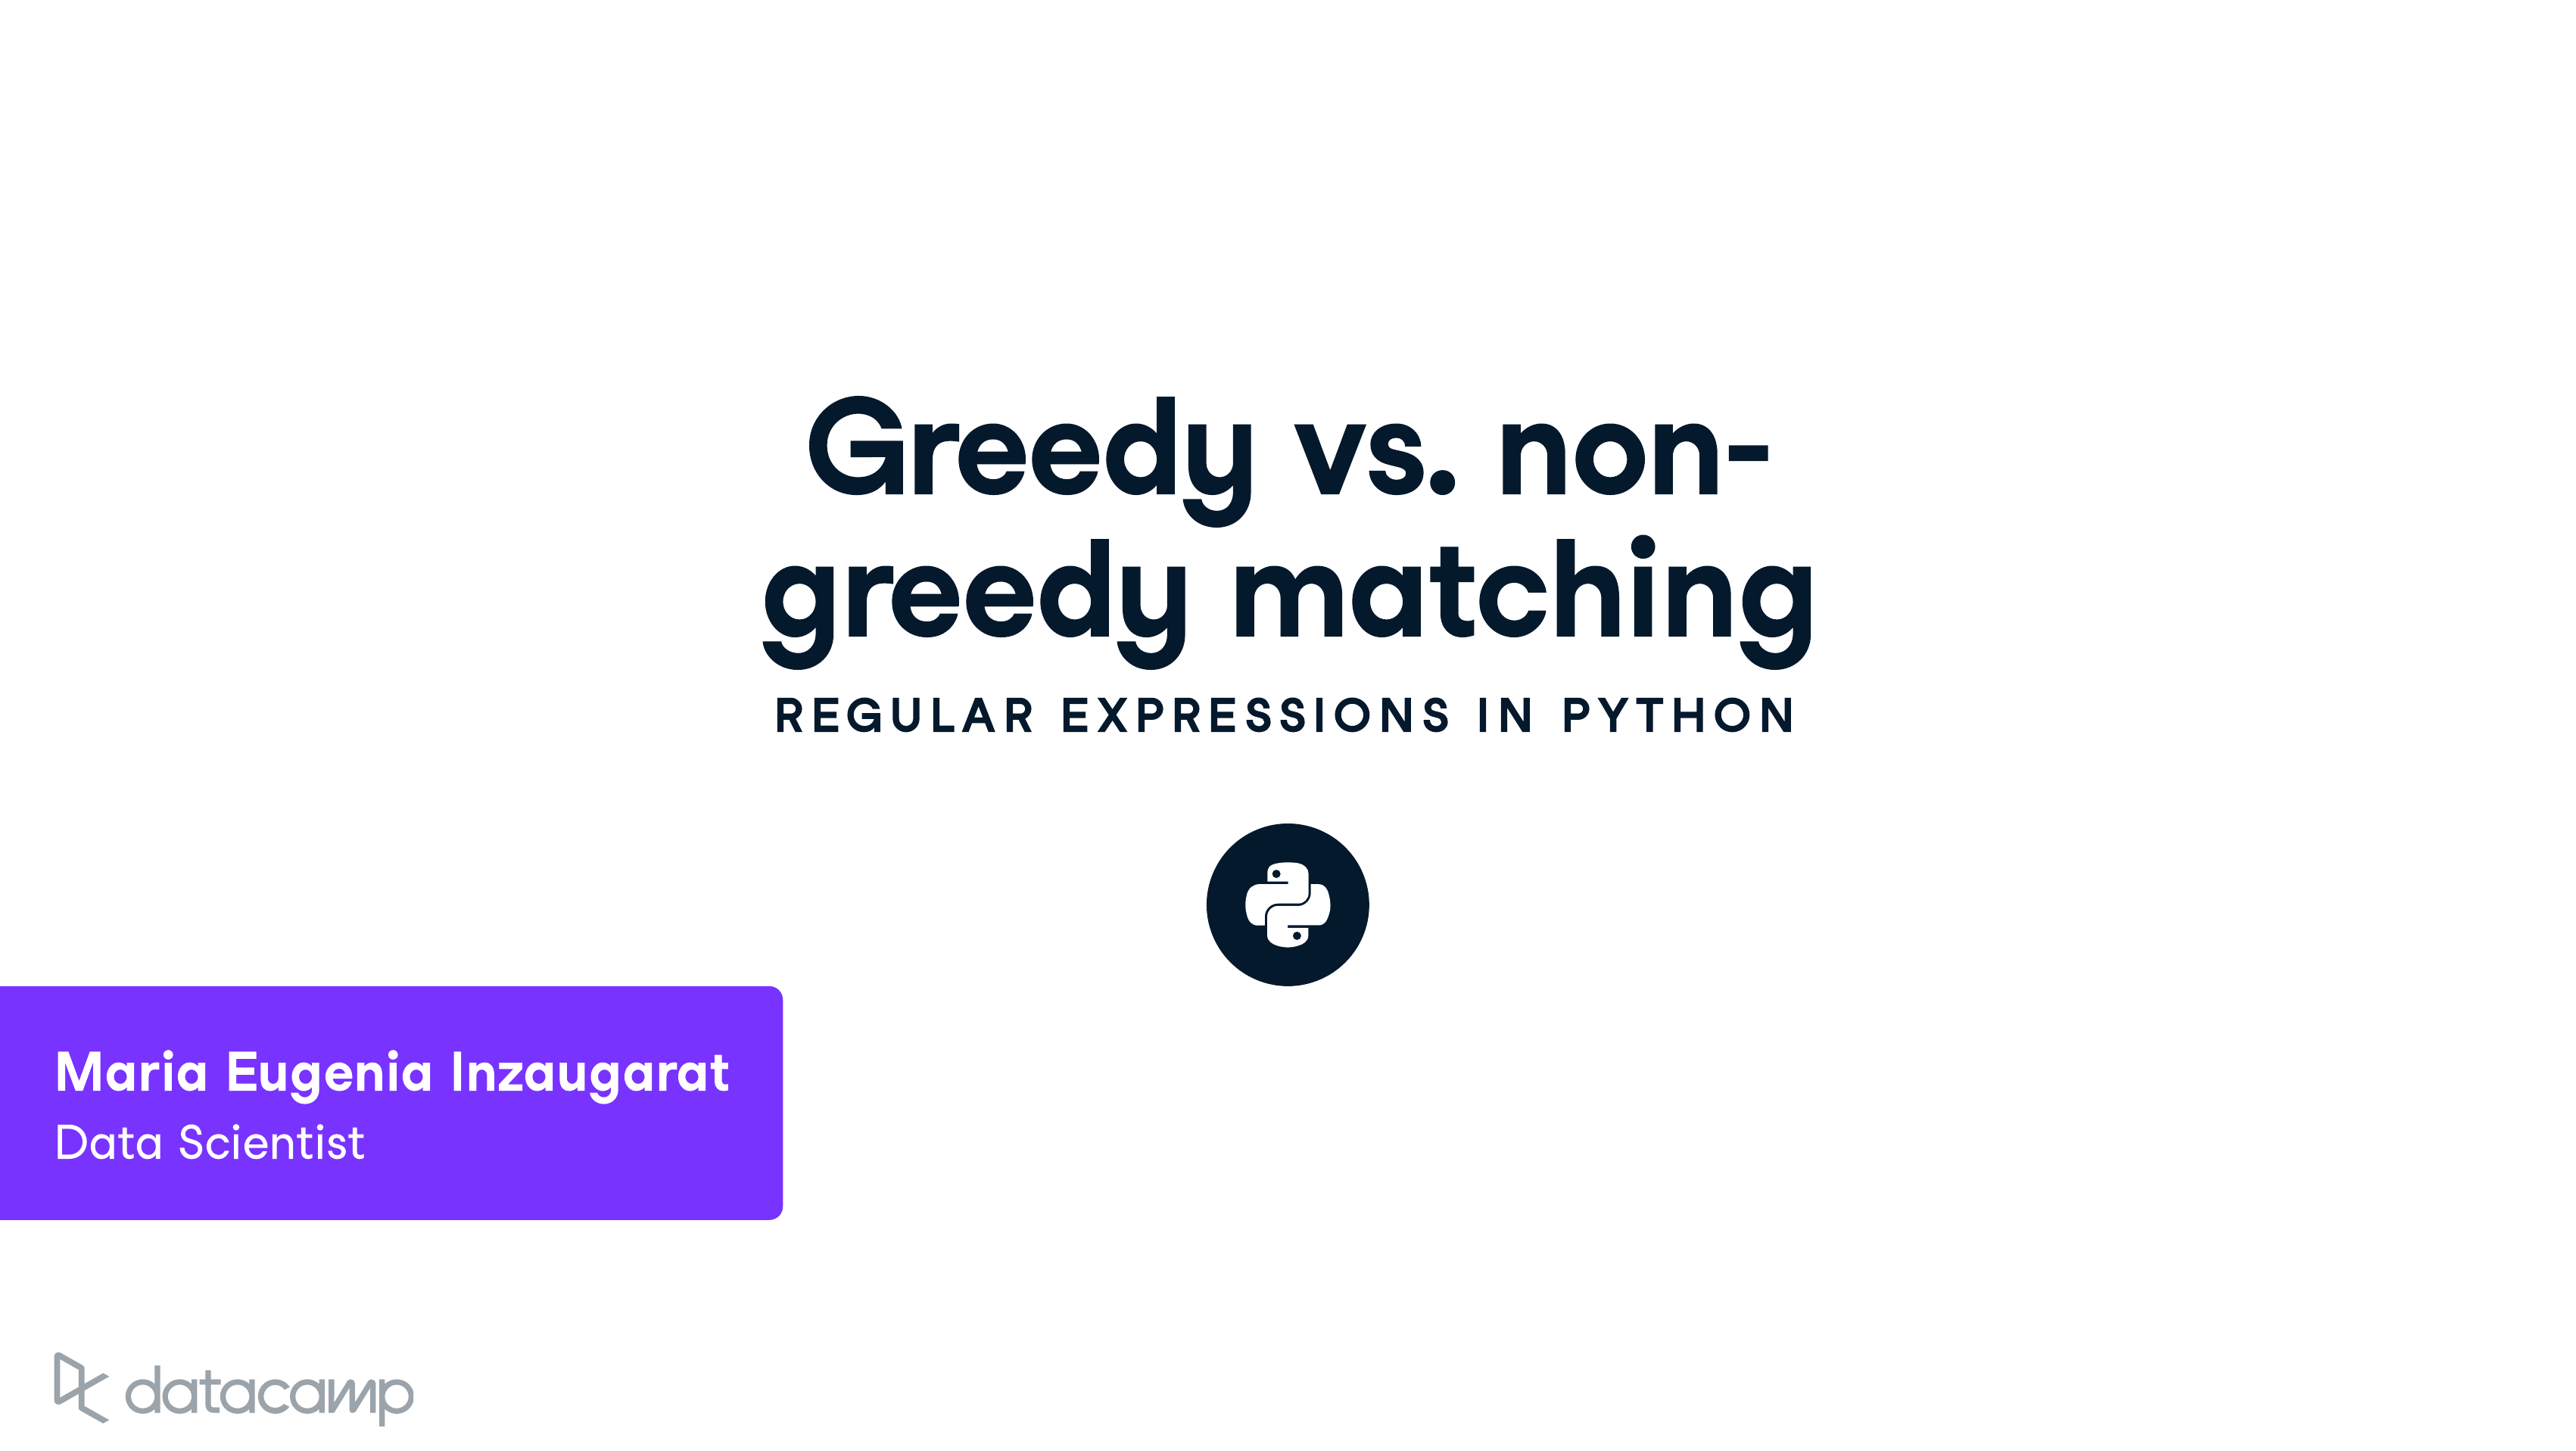 Greedy vs. non-
greedy matching
REGULAR EXPRESSIONS IN PYTHON
Maria Eugenia Inzaugarat
Data Scientist
datacamp